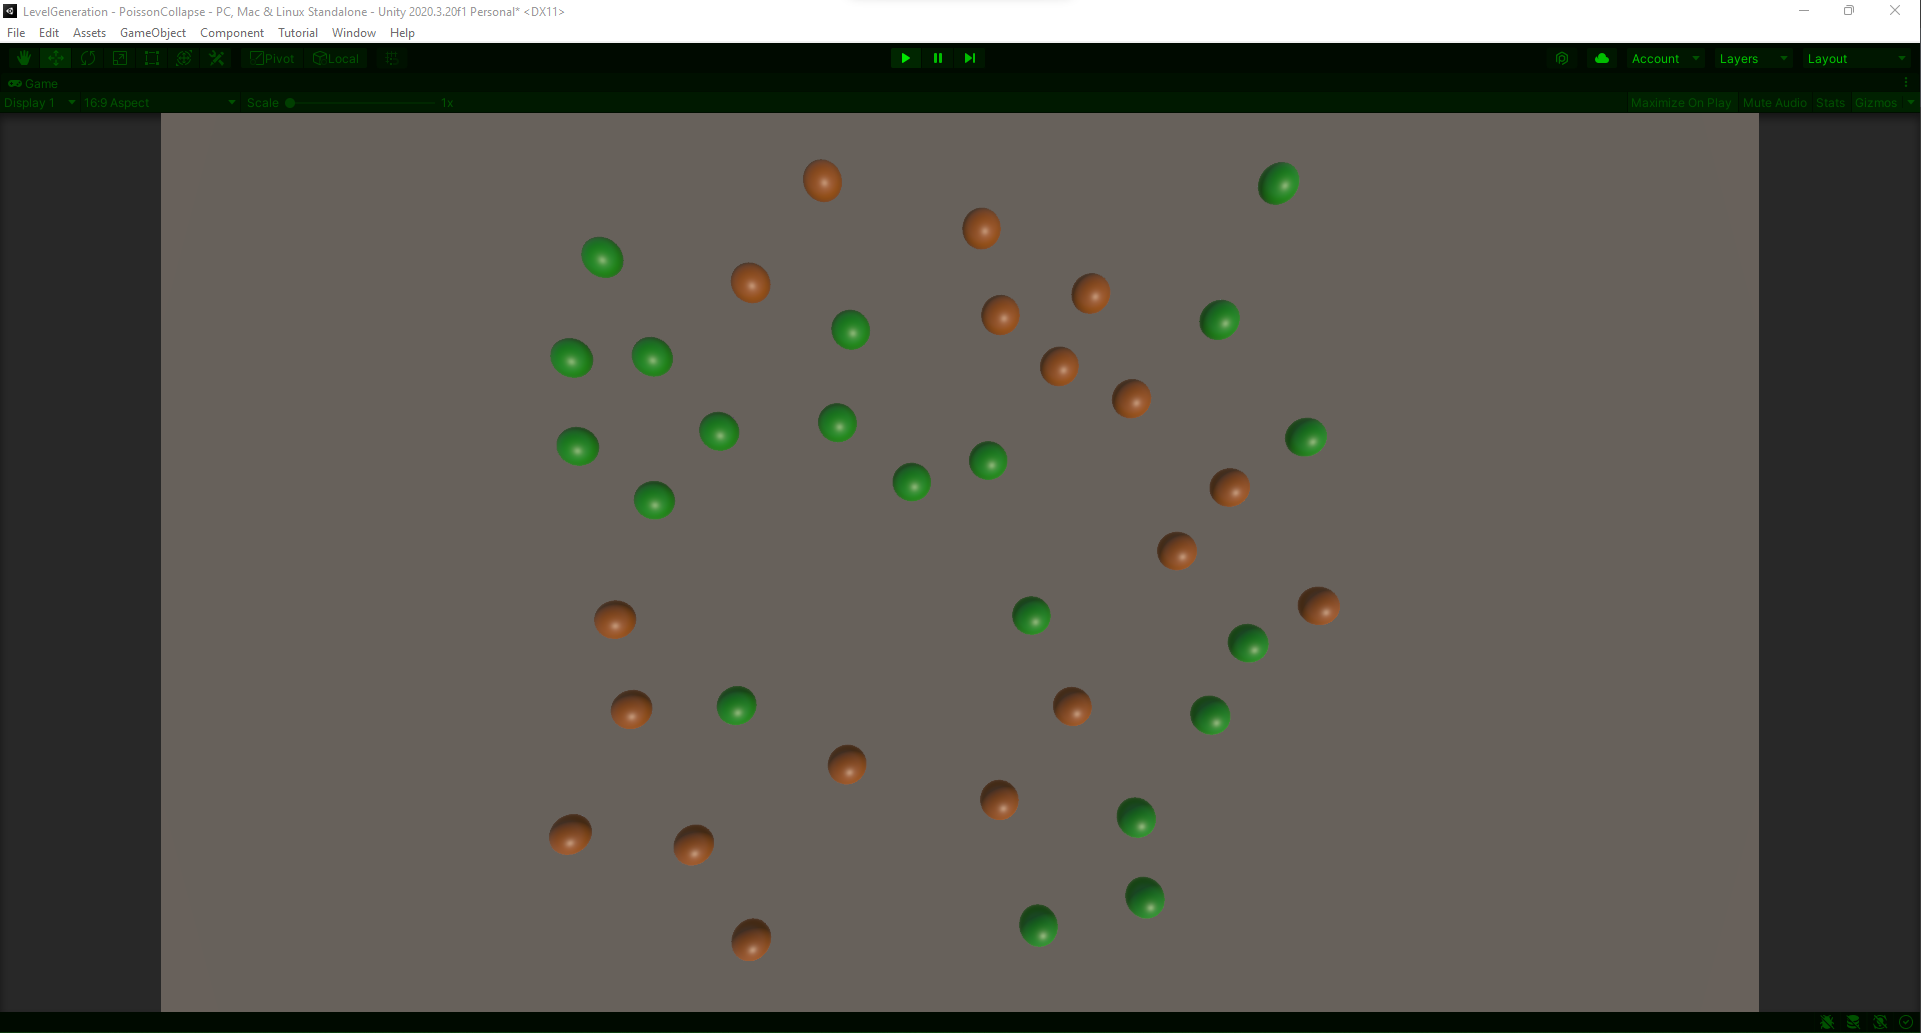 LevelGeneration - PoissonCollapse - PC, Mac & Linux Standalone - Unity 2020.3.20f1 Personal* <DX11>
File Edit Assets GameObject Component Tutorial Window Help
Pivot Local Account Layers Layout
Game
Display 1 16:9 Aspect Scale 1x Maximize On Play Mute Audio Stats Gizmos